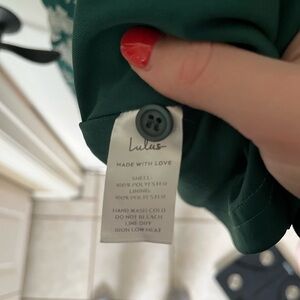 Lulus
MADE WITH LOVE
SHELL:
100% POLYESTER
LINING:
100% POLYESTER
HAND WASH COLD
DO NOT BLEACH
LINE DRY
IRON LOW HEAT